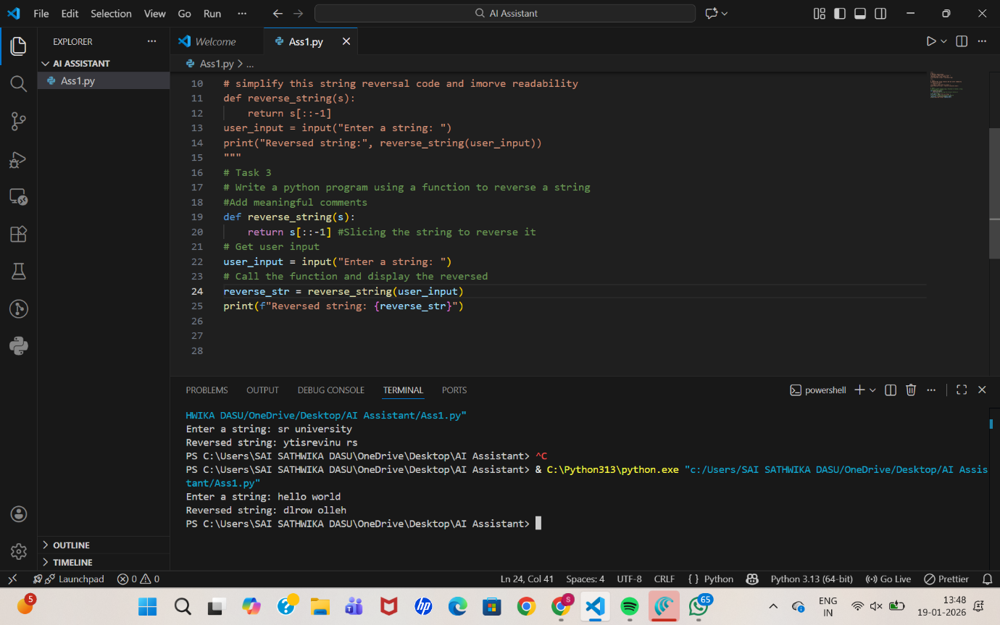 File Edit Selection View Go Run ... AI Assistant
EXPLORER ... Welcome Ass1.py
AI ASSISTANT Ass1.py > ...
Ass1.py
10 # simplify this string reversal code and imorve readability
11 def reverse_string(s):
12 return s[::-1]
13 user_input = input("Enter a string: ")
14 print("Reversed string:", reverse_string(user_input))
15 """
16 # Task 3
17 # Write a python program using a function to reverse a string
18 #Add meaningful comments
19 def reverse_string(s):
20 return s[::-1] #Slicing the string to reverse it
21 # Get user input
22 user_input = input("Enter a string: ")
23 # Call the function and display the reversed
24 reverse_str = reverse_string(user_input)
25 print(f"Reversed string: {reverse_str}")
26
27
28
PROBLEMS OUTPUT DEBUG CONSOLE TERMINAL PORTS powershell
HWIKA DASU/OneDrive/Desktop/AI Assistant/Ass1.py"
Enter a string: sr university
Reversed string: ytisrevinu rs
PS C:\Users\SAI SATHWIKA DASU\OneDrive\Desktop\AI Assistant> ^C
PS C:\Users\SAI SATHWIKA DASU\OneDrive\Desktop\AI Assistant> & C:\Python313\python.exe "c:/Users/SAI SATHWIKA DASU/OneDrive/Desktop/AI Assis
tant/Ass1.py"
Enter a string: hello world
Reversed string: dlrow olleh
PS C:\Users\SAI SATHWIKA DASU\OneDrive\Desktop\AI Assistant>
OUTLINE
TIMELINE
Launchpad 0 0 Ln 24, Col 41 Spaces: 4 UTF-8 CRLF { } Python Python 3.13 (64-bit) Go Live Prettier
5 hp S 65 ENG 13:48
IN 19-01-2026